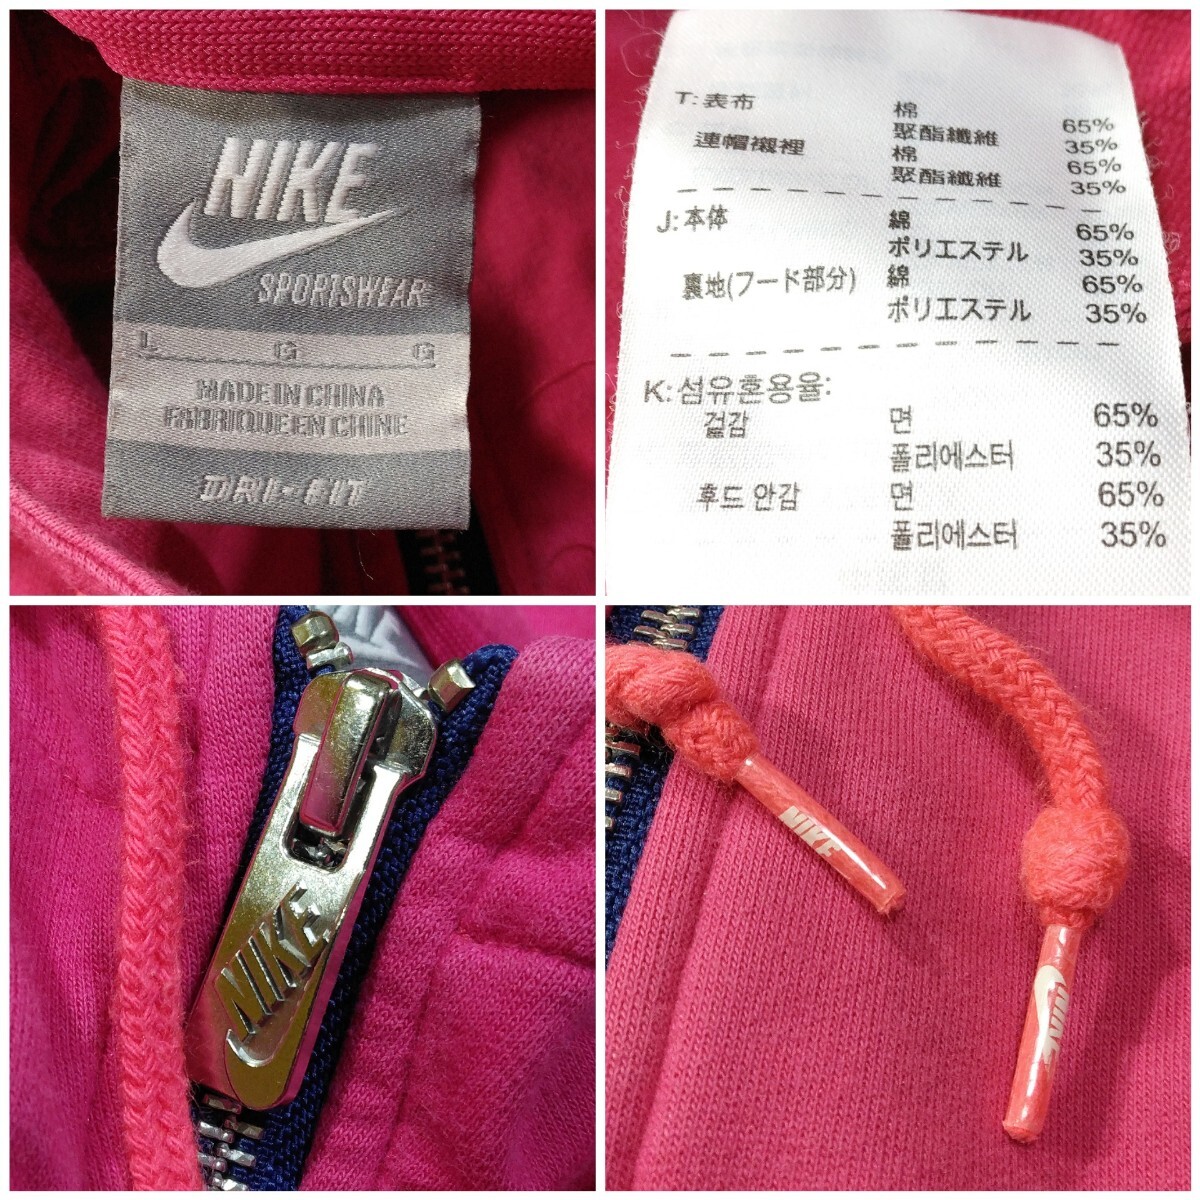 NIKE
SPORTSWEAR
L G G
MADE IN CHINA
FABRIQUE EN CHINE
DRI-FIT
T: 表布 棉 65%
聚酯纖維 35%
連帽襯裡 棉 65%
聚酯纖維 35%
J: 本体 綿 65%
ポリエステル 35%
裏地(フード部分) 綿 65%
ポリエステル 35%
K: 섬유혼용율:
겉감 면 65%
폴리에스터 35%
후드 안감 면 65%
폴리에스터 35%
NIKE
NIKE
NIKE